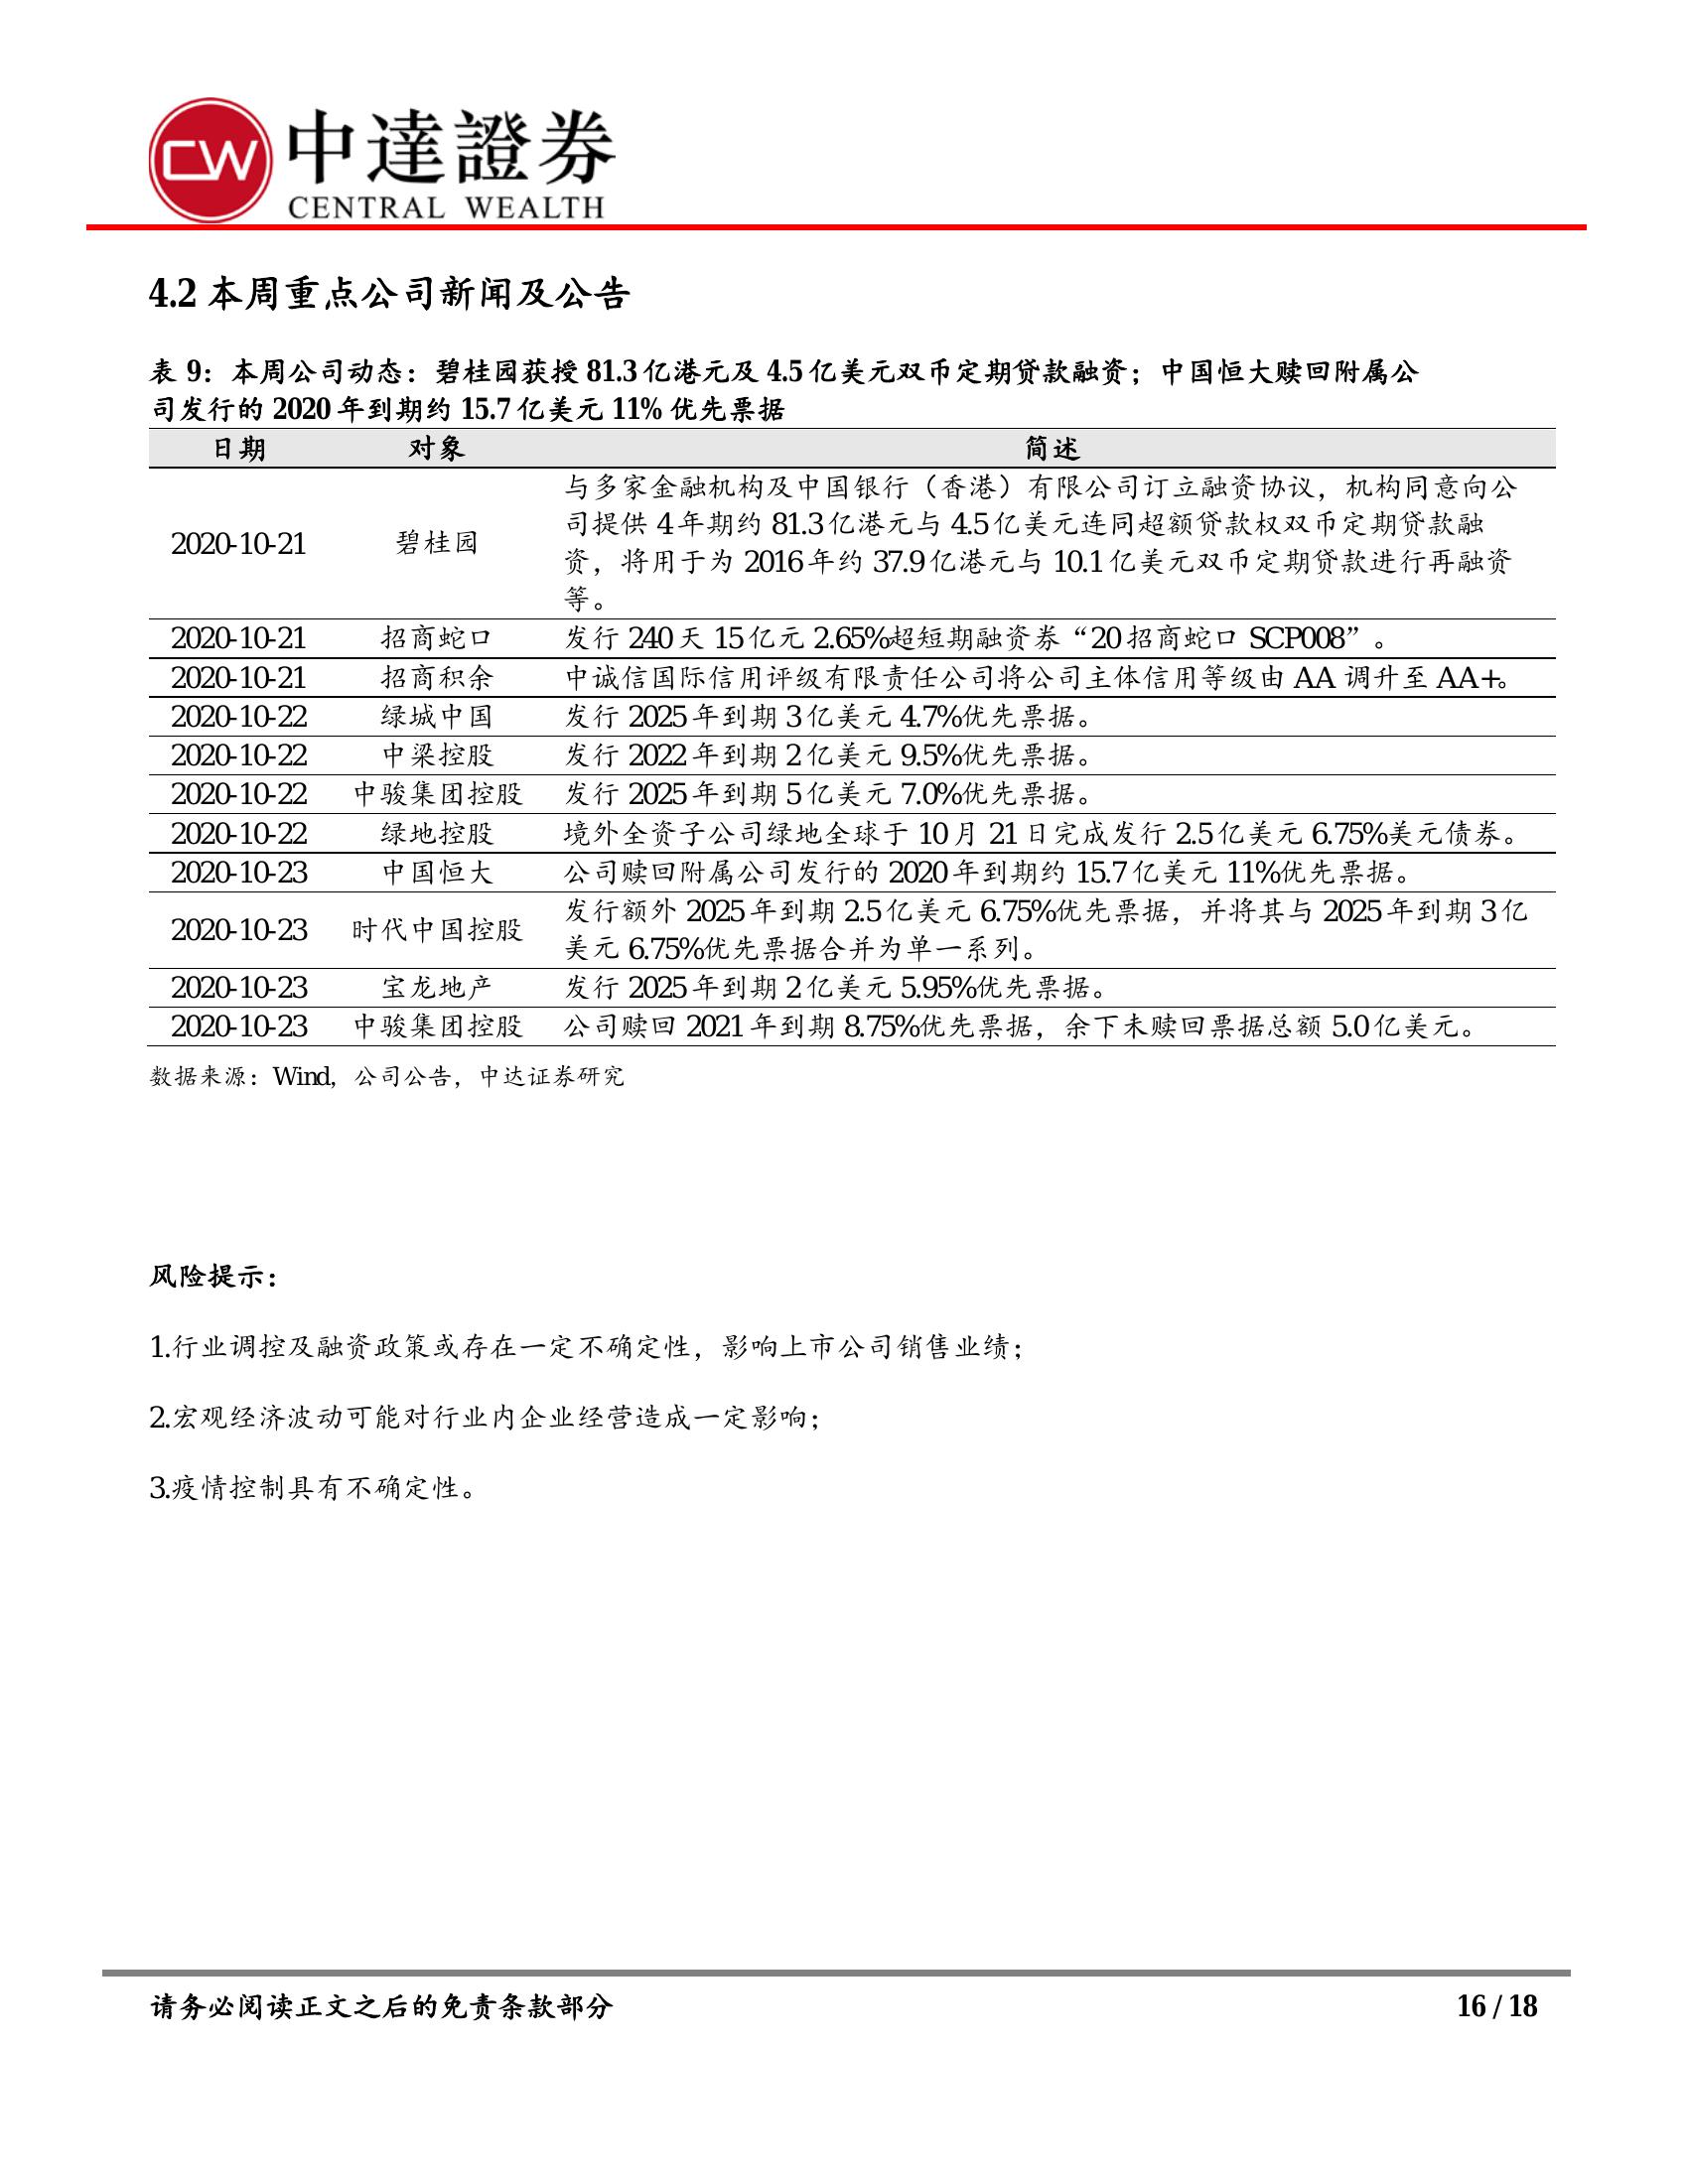 CW 中達證券
CENTRAL WEALTH
4.2 本周重点公司新闻及公告
表 9：本周公司动态：碧桂园获授 81.3 亿港元及 4.5 亿美元双币定期贷款融资；中国恒大赎回附属公
司发行的 2020 年到期约 15.7 亿美元 11% 优先票据
日期 对象 简述
2020-10-21 碧桂园 与多家金融机构及中国银行（香港）有限公司订立融资协议，机构同意向公
司提供 4 年期约 81.3 亿港元与 4.5 亿美元连同超额贷款权双币定期贷款融
资，将用于为 2016 年约 37.9 亿港元与 10.1 亿美元双币定期贷款进行再融资
等。
2020-10-21 招商蛇口 发行 240 天 15 亿元 2.65%超短期融资券“20 招商蛇口 SCP008”。
2020-10-21 招商积余 中诚信国际信用评级有限责任公司将公司主体信用等级由 AA 调升至 AA+。
2020-10-22 绿城中国 发行 2025 年到期 3 亿美元 4.7%优先票据。
2020-10-22 中梁控股 发行 2022 年到期 2 亿美元 9.5%优先票据。
2020-10-22 中骏集团控股 发行 2025 年到期 5 亿美元 7.0%优先票据。
2020-10-22 绿地控股 境外全资子公司绿地全球于 10 月 21 日完成发行 2.5 亿美元 6.75%美元债券。
2020-10-23 中国恒大 公司赎回附属公司发行的 2020 年到期约 15.7 亿美元 11%优先票据。
2020-10-23 时代中国控股 发行额外 2025 年到期 2.5 亿美元 6.75%优先票据，并将其与 2025 年到期 3 亿
美元 6.75%优先票据合并为单一系列。
2020-10-23 宝龙地产 发行 2025 年到期 2 亿美元 5.95%优先票据。
2020-10-23 中骏集团控股 公司赎回 2021 年到期 8.75%优先票据，余下未赎回票据总额 5.0 亿美元。
数据来源：Wind，公司公告，中达证券研究
风险提示：
1.行业调控及融资政策或存在一定不确定性，影响上市公司销售业绩；
2.宏观经济波动可能对行业内企业经营造成一定影响；
3.疫情控制具有不确定性。
请务必阅读正文之后的免责条款部分 16 / 18